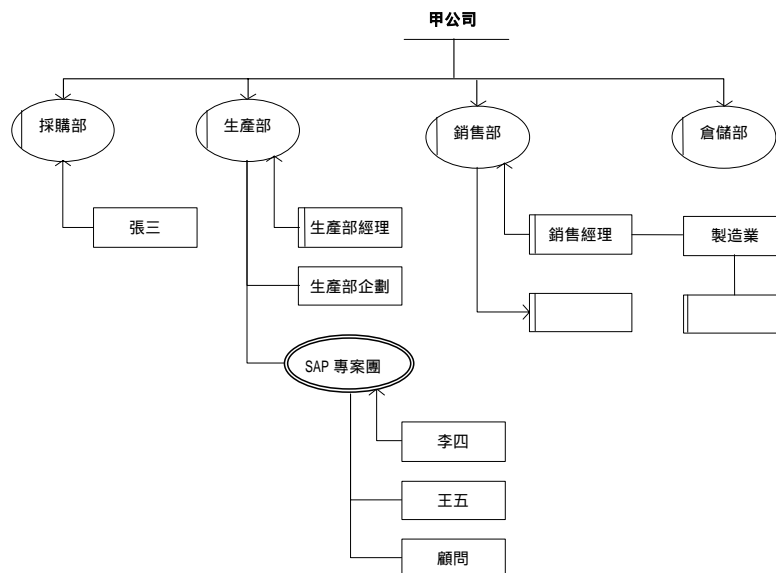 甲公司
採購部
生產部
銷售部
倉儲部
張三
生產部經理
銷售經理
製造業
生產部企劃
SAP 專案團
李四
王五
顧問